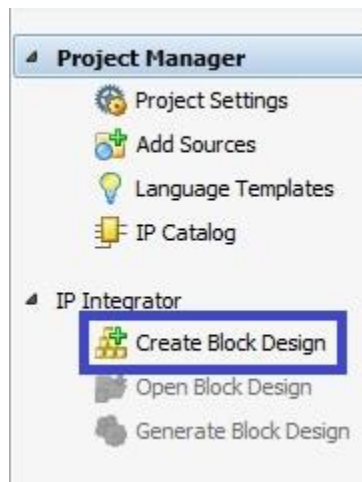 Project Manager
Project Settings
Add Sources
Language Templates
IP Catalog
IP Integrator
Create Block Design
Open Block Design
Generate Block Design